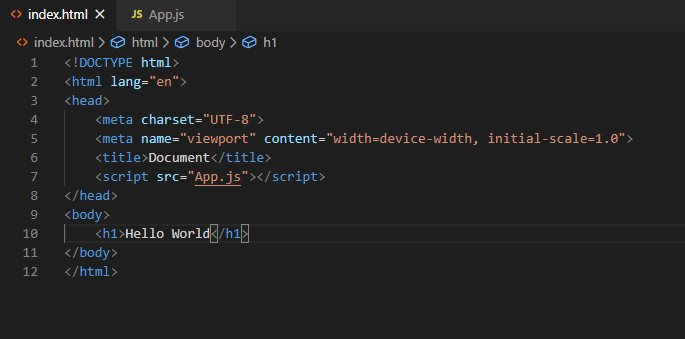 index.html
JS App.js
index.html > html > body > h1
1 <!DOCTYPE html>
2 <html lang="en">
3 <head>
4     <meta charset="UTF-8">
5     <meta name="viewport" content="width=device-width, initial-scale=1.0">
6     <title>Document</title>
7     <script src="App.js"></script>
8 </head>
9 <body>
10     <h1>Hello World</h1>
11 </body>
12 </html>